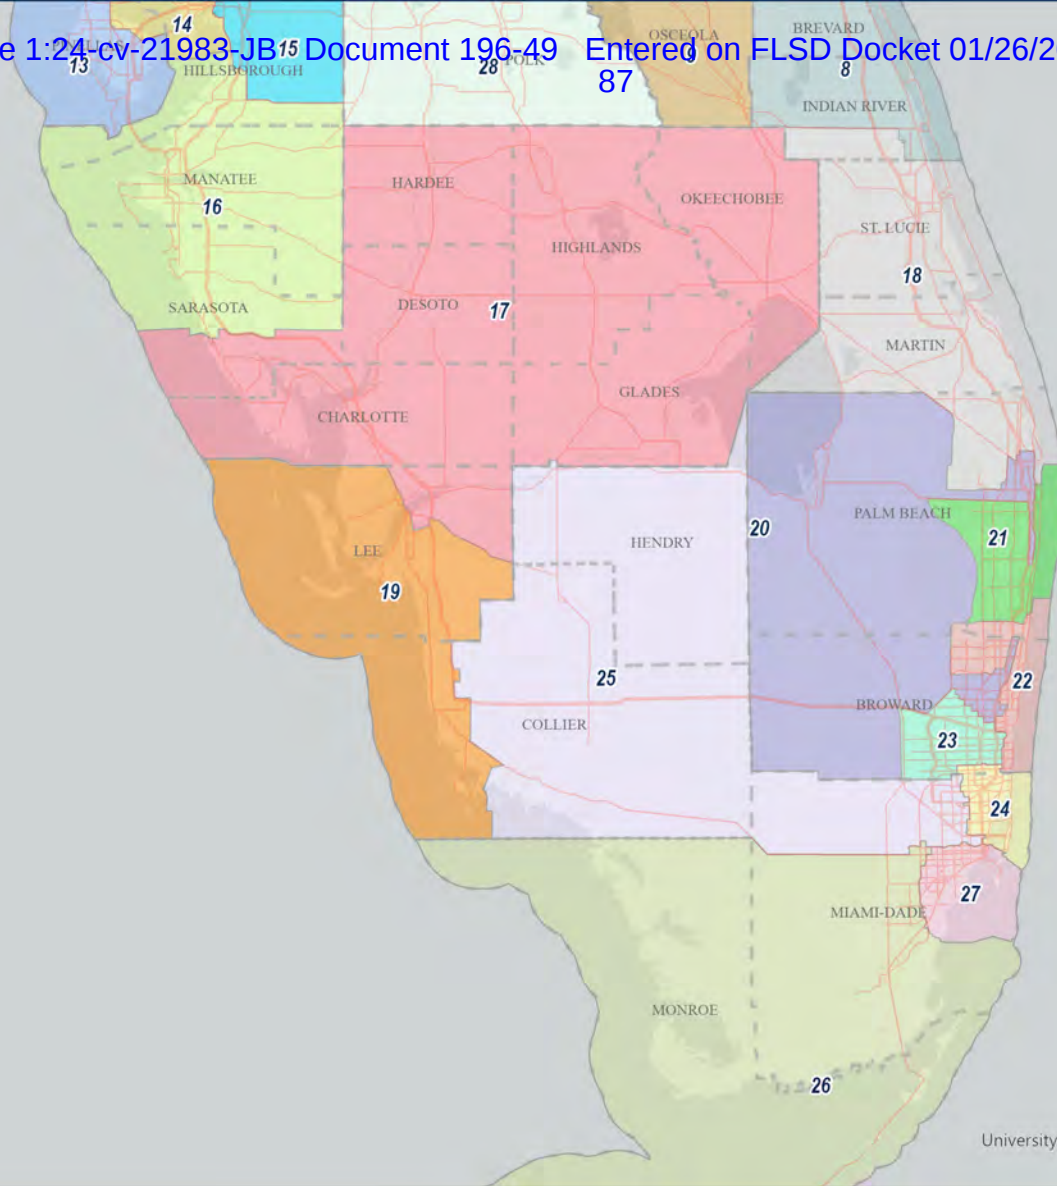 14
BREVARD
OSCEOLA
e 1:24-cv-21983-JB Document 196-49 Entered on FLSD Docket 01/26/2
87
13
15
28
POLK
9
8
HILLSBOROUGH
INDIAN RIVER
MANATEE
HARDEE
OKEECHOBEE
16
ST. LUCIE
HIGHLANDS
18
SARASOTA
DESOTO
17
MARTIN
GLADES
CHARLOTTE
PALM BEACH
20
21
HENDRY
LEE
19
25
22
BROWARD
COLLIER
23
24
27
MIAMI-DADE
MONROE
26
University